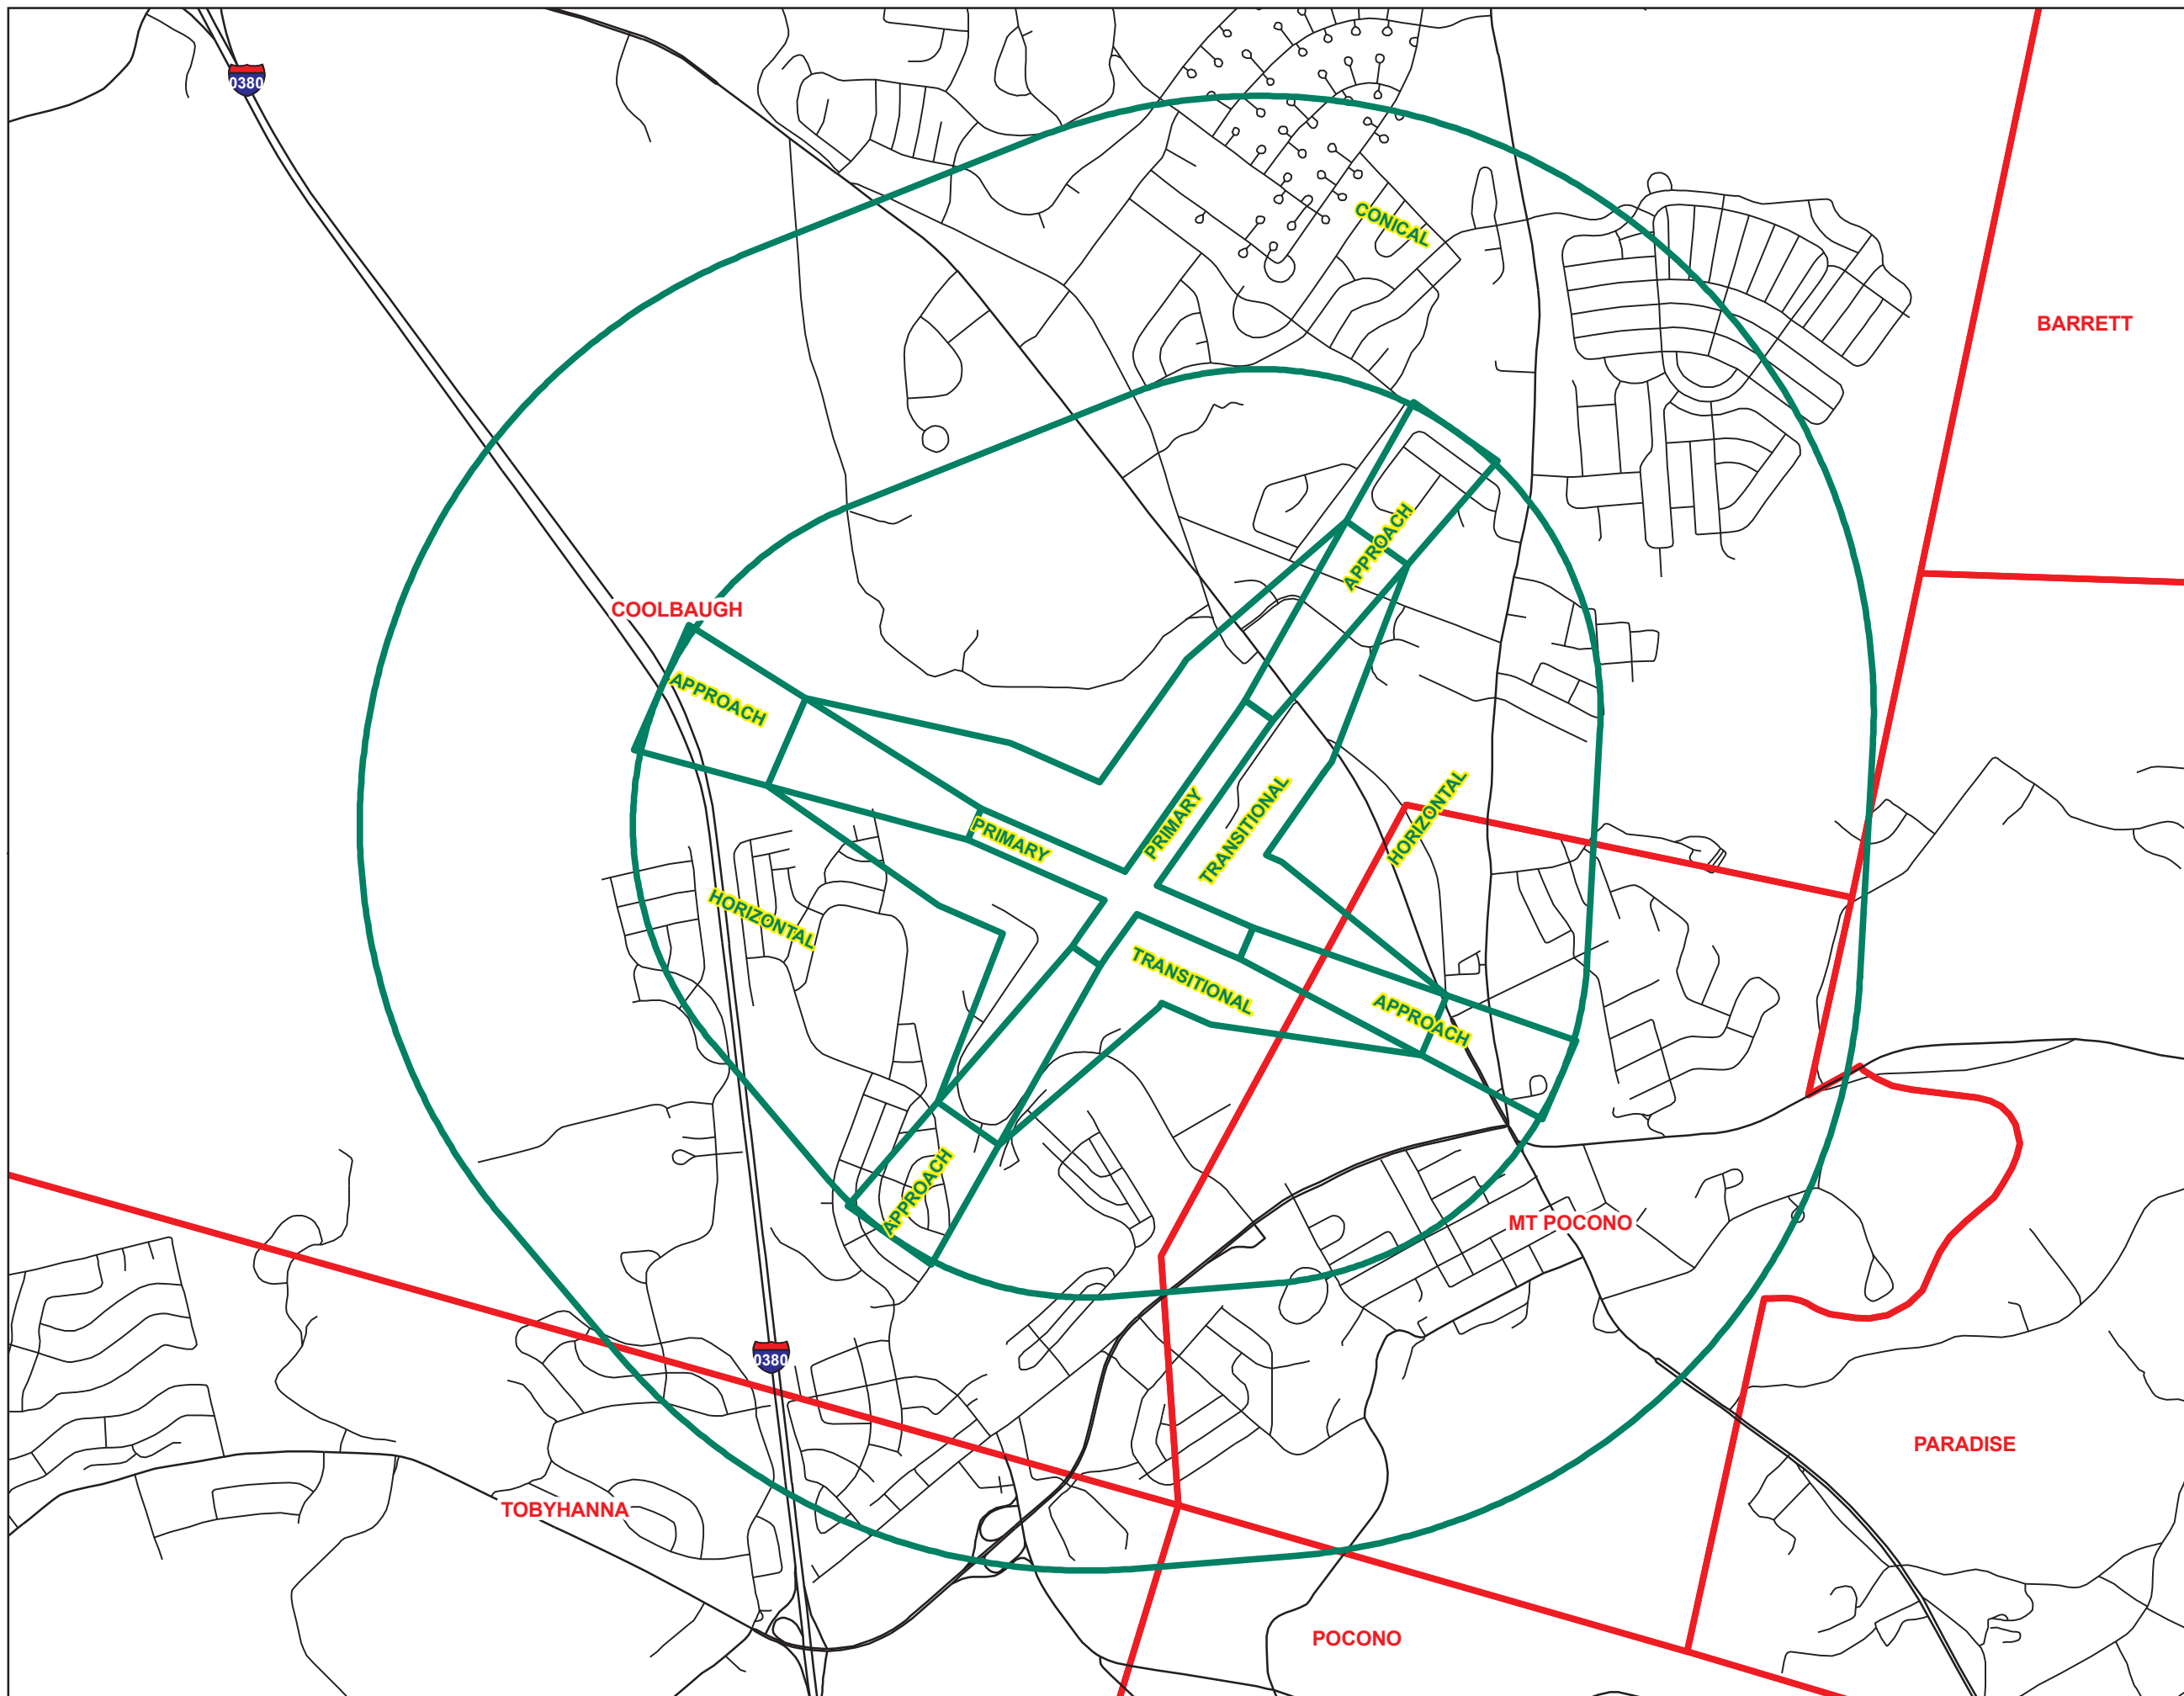 0380
CONICAL
BARRETT
APPROACH
COOLBAUGH
APPROACH
PRIMARY
PRIMARY
TRANSITIONAL
HORIZONTAL
HORIZONTAL
TRANSITIONAL
APPROACH
APPROACH
MT POCONO
0380
PARADISE
TOBYHANNA
POCONO